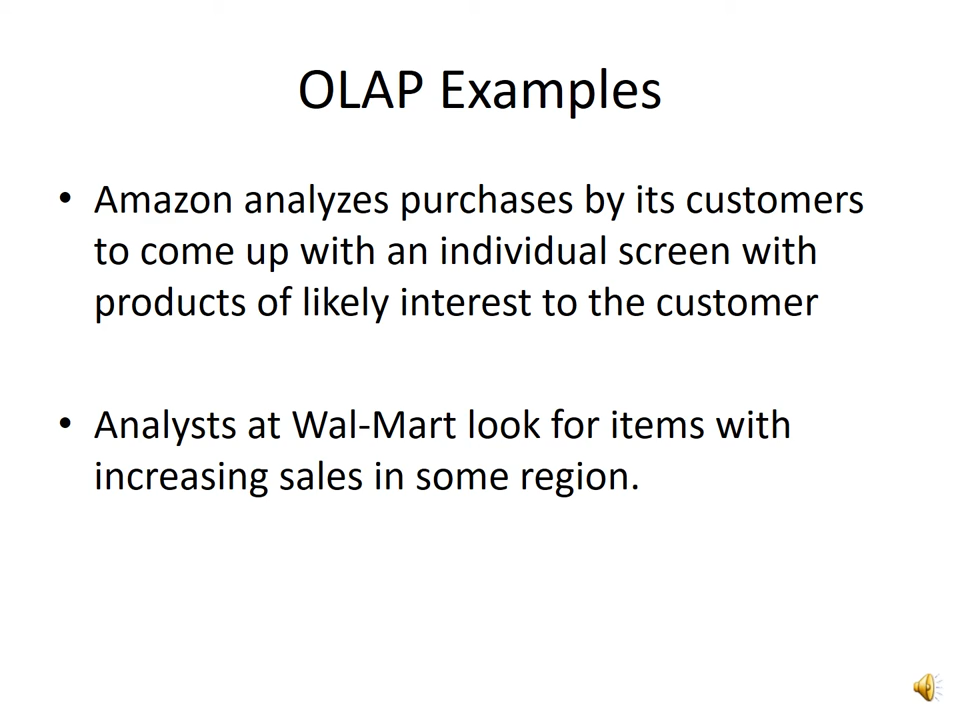 OLAP Examples
• Amazon analyzes purchases by its customers
to come up with an individual screen with
products of likely interest to the customer
• Analysts at Wal-Mart look for items with
increasing sales in some region.